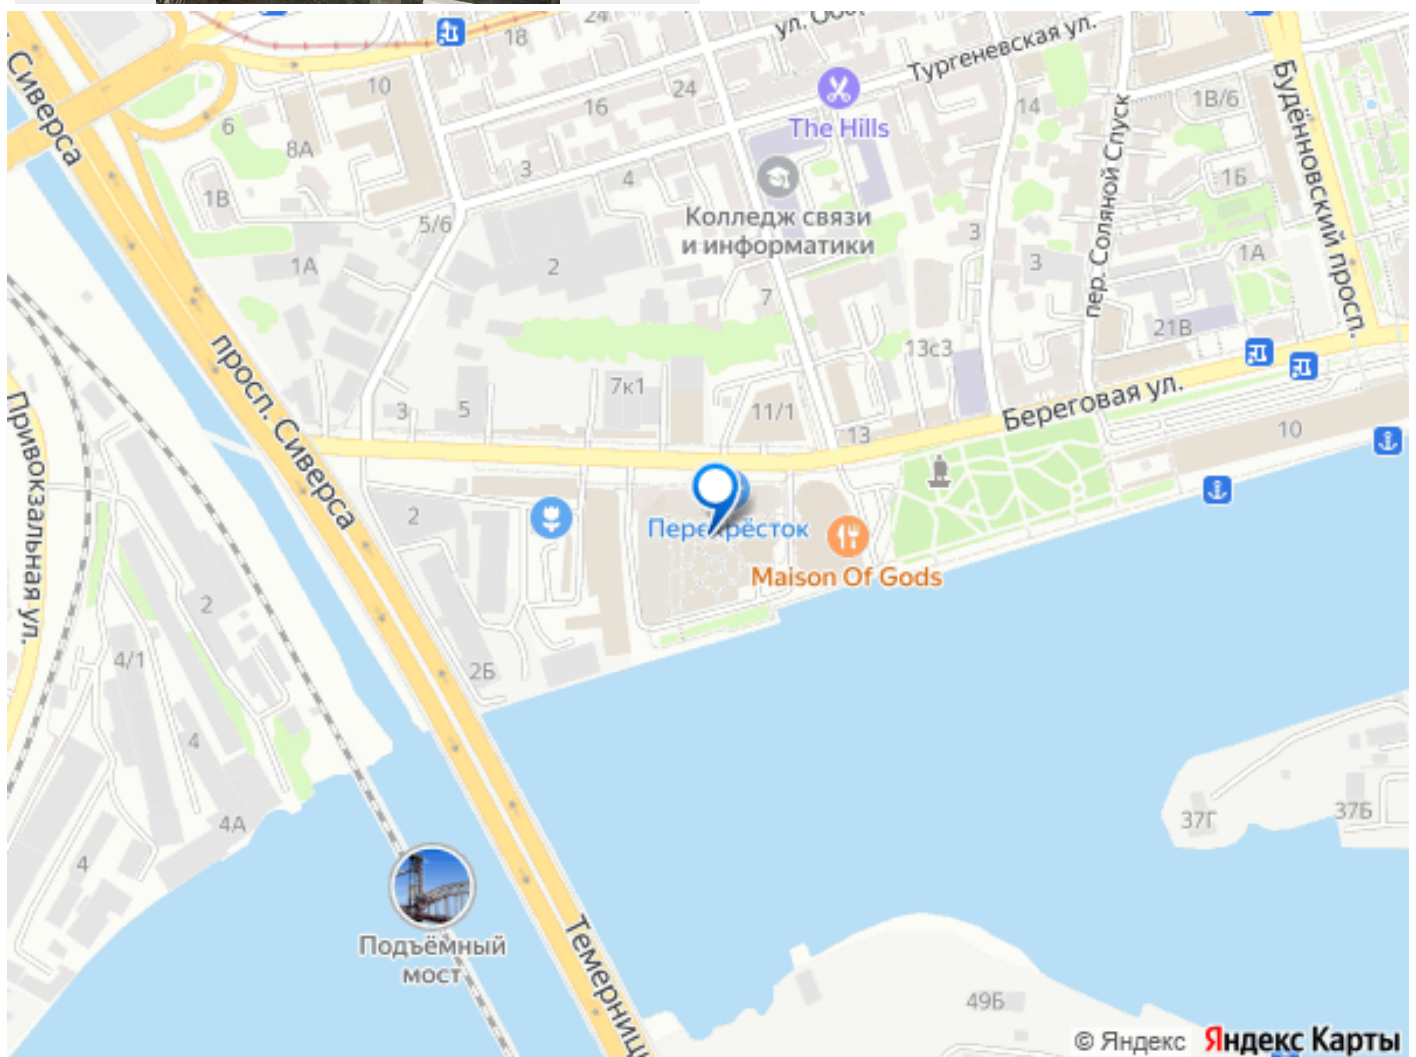 24
18
ул. Обор
Тургеневская ул.
Сиверса
10
16
24
The Hills
14
1В/6
Будённовский просп.
6
8А
3
4
пер. Соляной Спуск
1Б
1В
5/6
Колледж связи
и информатики
3
3
1А
1А
2
7
21В
13с3
просп. Сиверса
7к1
Привокзальная ул.
3
5
11/1
13
Береговая ул.
10
2
Перекрёсток
Maison Of Gods
2
4/1
2Б
4
4А
4
37Г
37Б
Подъёмный
мост
Темерниц
49Б
© Яндекс Яндекс Карты